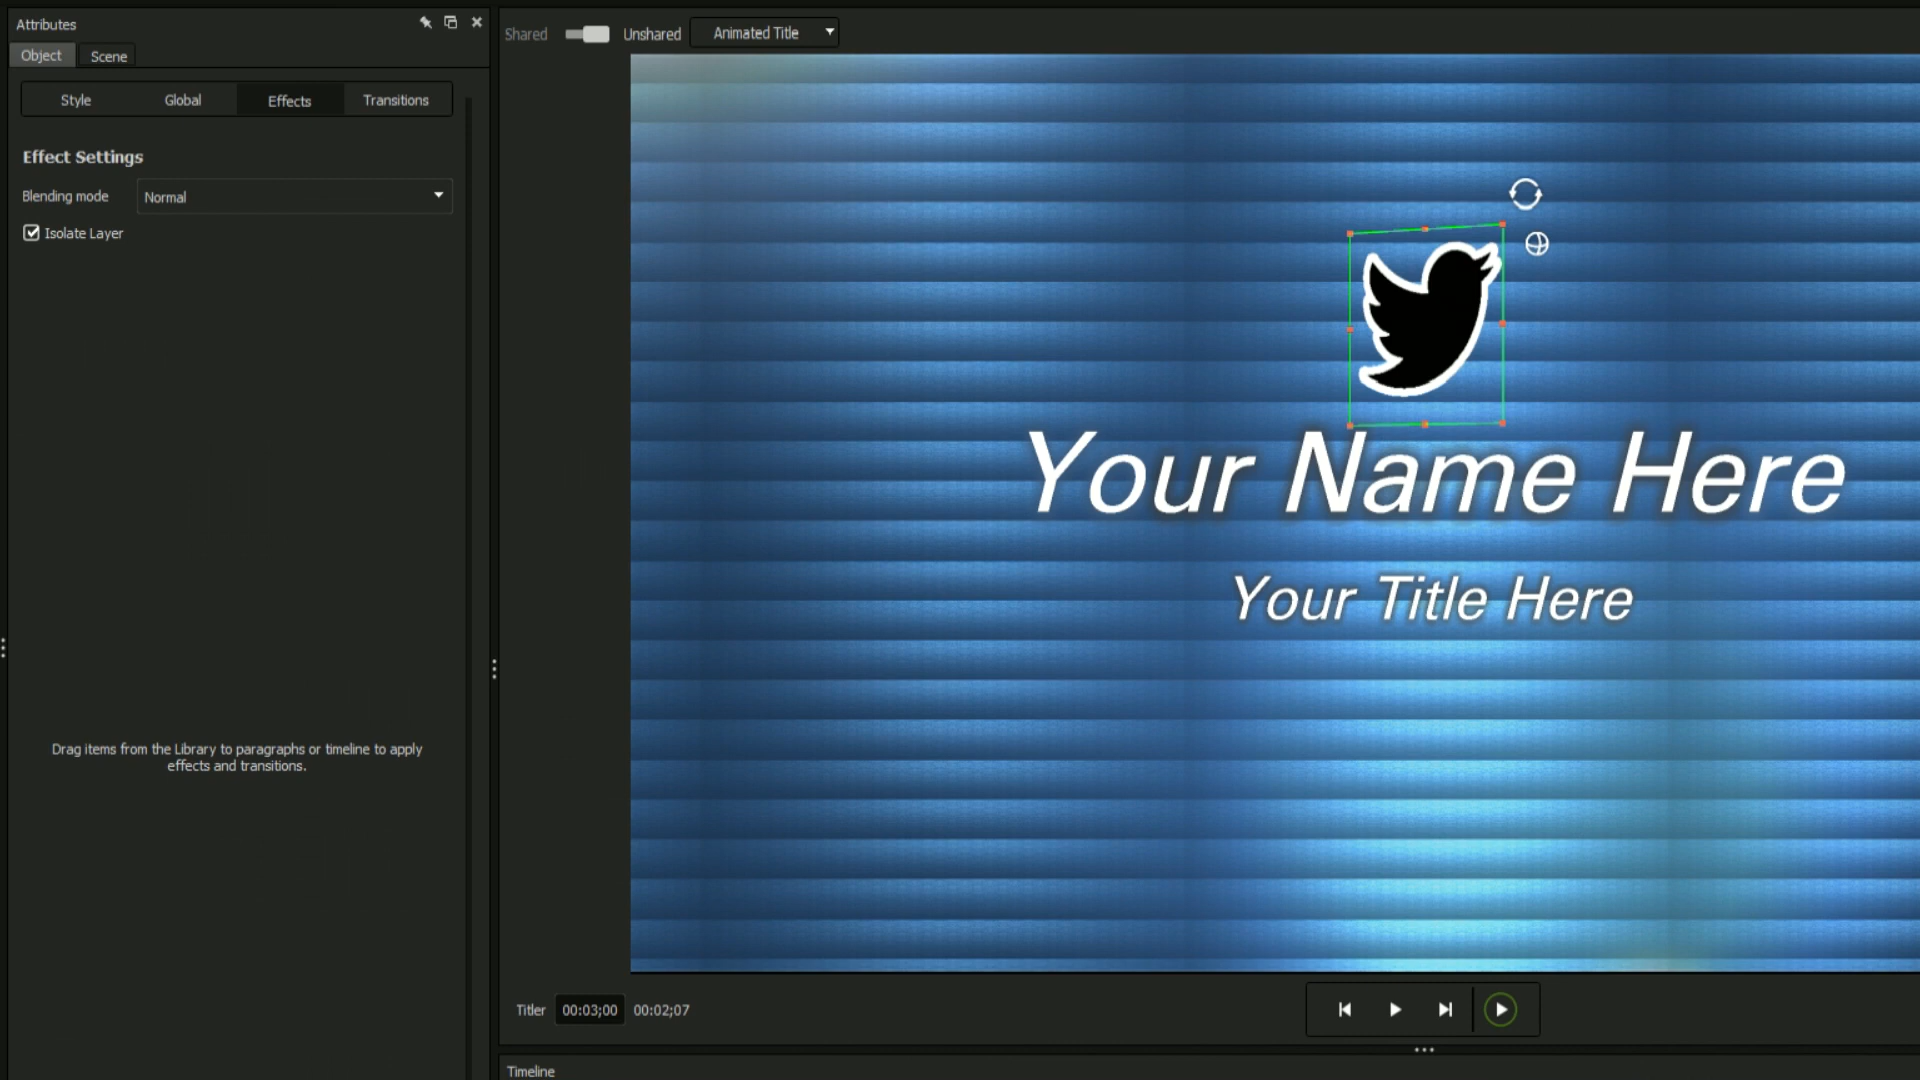 Attributes
Object Scene
Style Global Effects Transitions
Effect Settings
Blending mode Normal
Isolate Layer
Drag items from the Library to paragraphs or timeline to apply
effects and transitions.
Shared Unshared Animated Title
Your Name Here
Your Title Here
Titler 00:03;00 00:02;07
Timeline